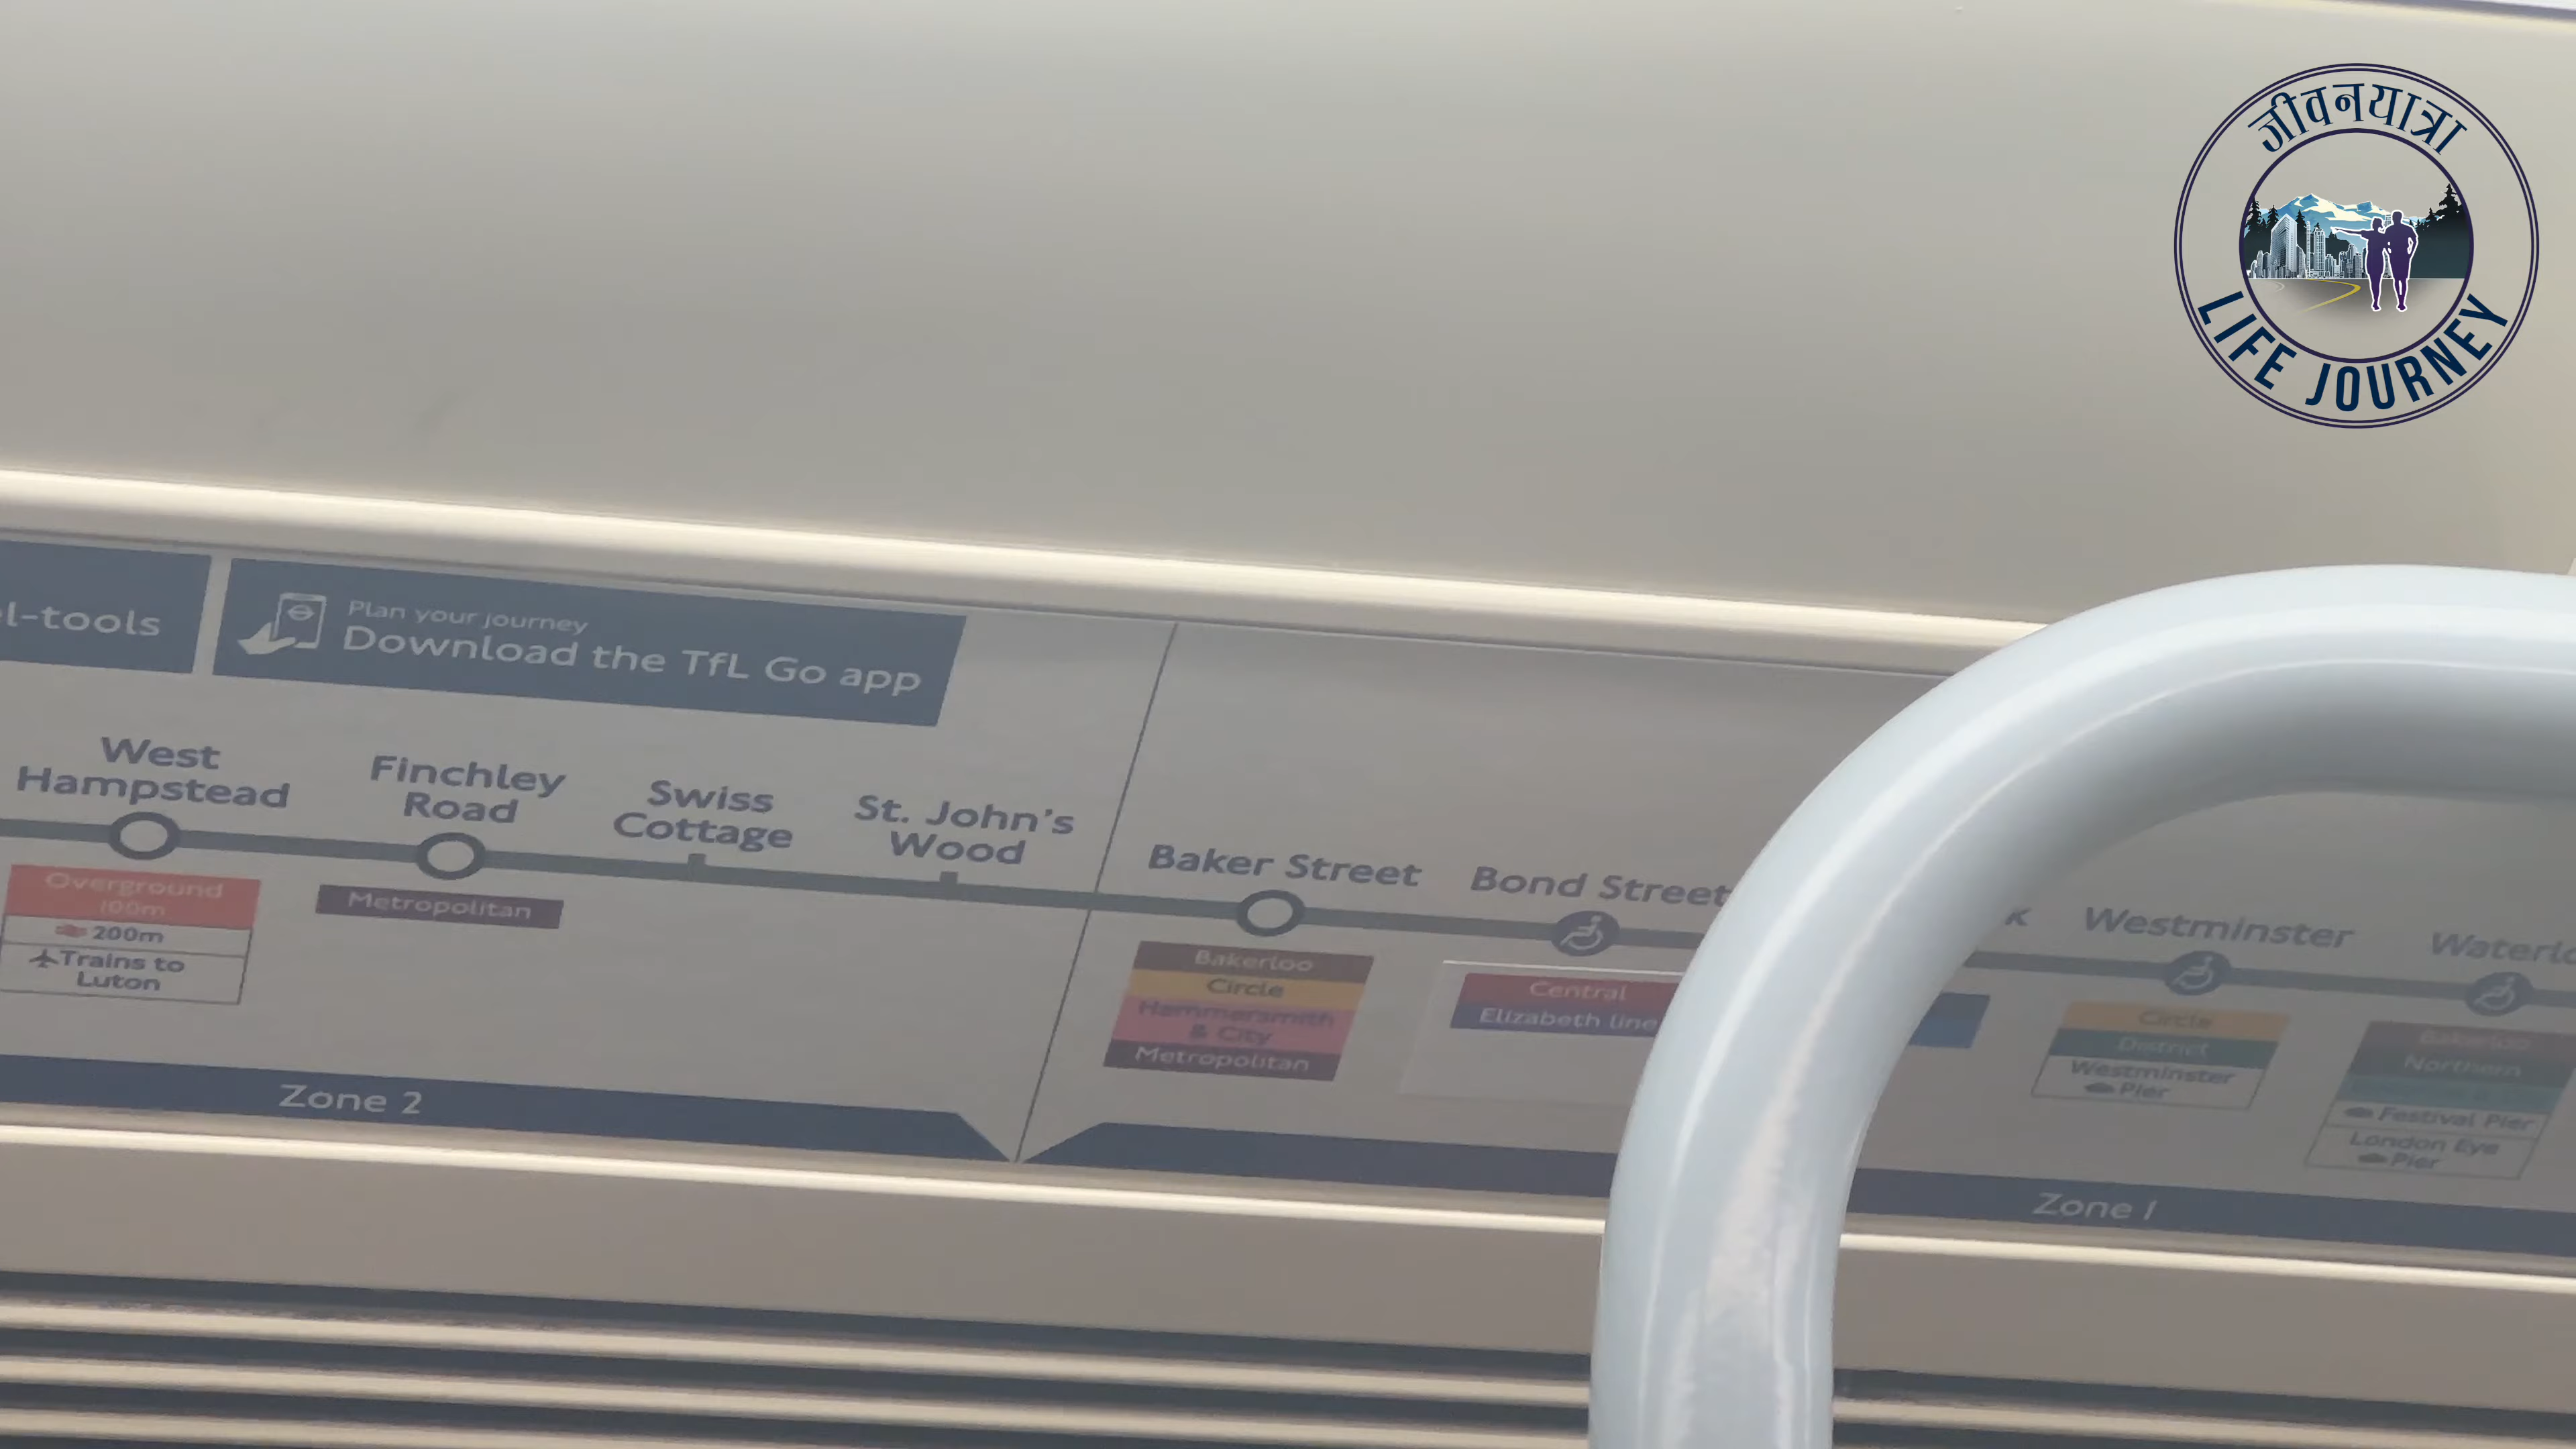 जीवनयात्रा
LIFE JOURNEY
Plan your journey
Download the TfL Go app
West
Hampstead
Finchley
Road
Swiss
Cottage
St. John's
Wood
Baker Street
Bond Street
Westminster
Overground
100m
200m
Trains to
Luton
Metropolitan
Bakerloo
Circle
Hammersmith
& City
Metropolitan
Central
Elizabeth line
Circle
District
Westminster
Pier
Bakerloo
Northern
Festival Pier
London Eye
Pier
Zone 2
Zone 1